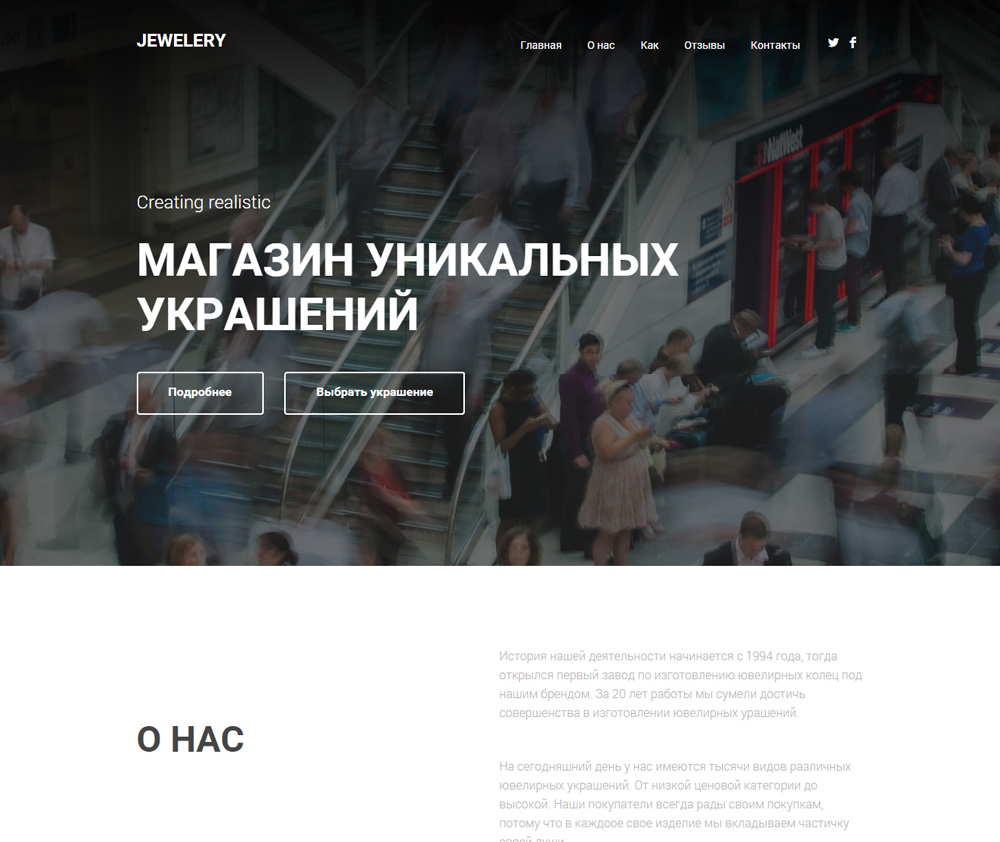 JEWELERY
Главная О нас Как Отзывы Контакты
NatWest
Creating realistic
МАГАЗИН УНИКАЛЬНЫХ
УКРАШЕНИЙ
Подробнее Выбрать украшение
История нашей деятельности начинается с 1994 года, тогда
открылся первый завод по изготовлению ювелирных колец под
нашим брендом. За 20 лет работы мы сумели достичь
совершенства в изготовлении ювелирных урашений.
О НАС
На сегодняшний день у нас имеются тысячи видов различных
ювелирных украшений. От низкой ценовой категории до
высокой. Наши покупатели всегда рады своим покупкам,
потому что в каждоое свое изделие мы вкладываем частичку
своей души